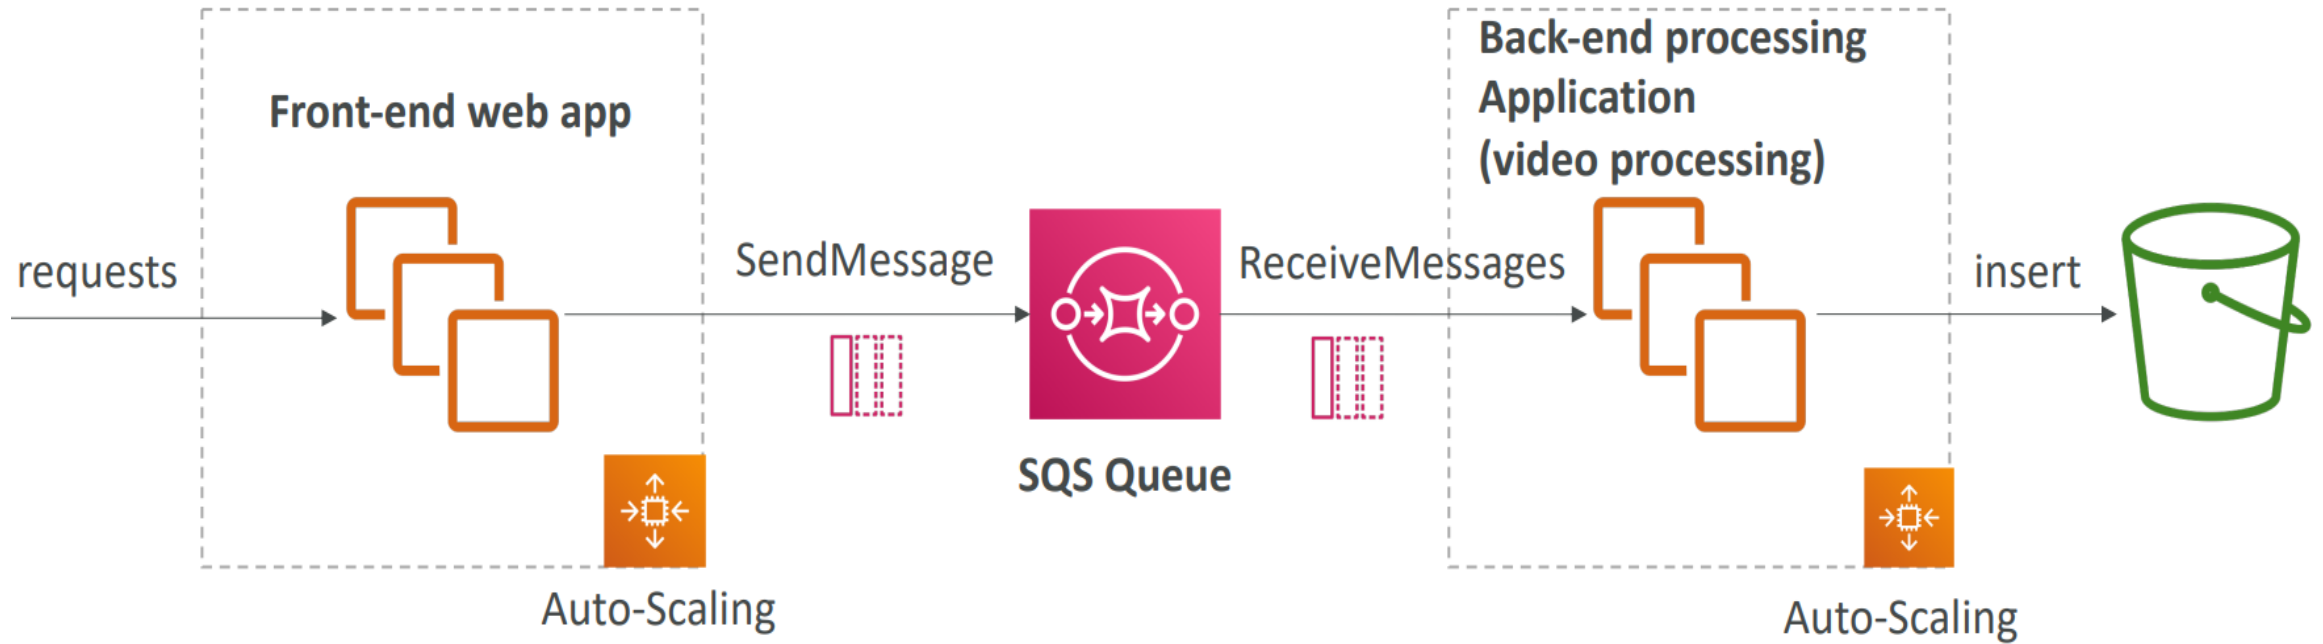 Front-end web app
requests
Auto-Scaling
SendMessage
SQS Queue
ReceiveMessages
Back-end processing
Application
(video processing)
Auto-Scaling
insert